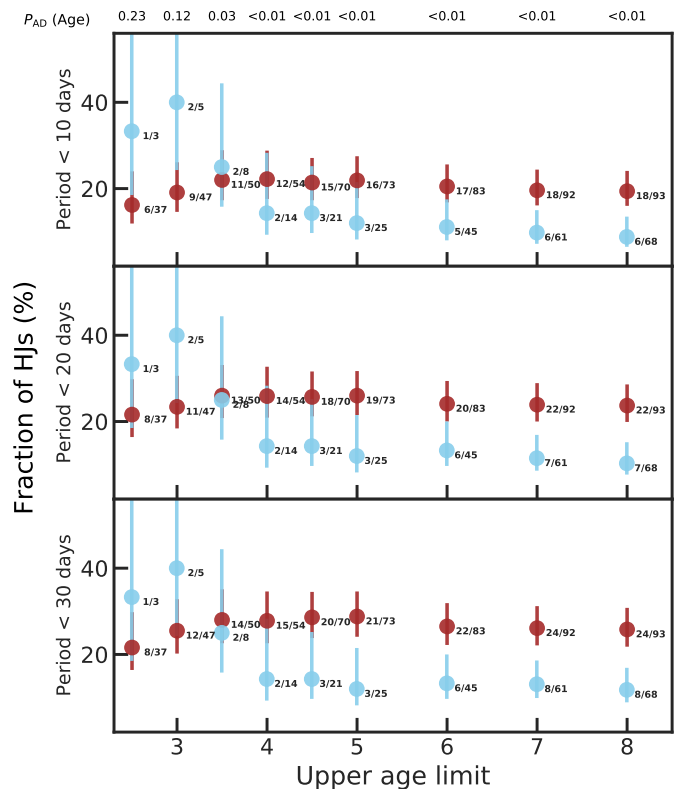 P_AD (Age) 0.23 0.12 0.03 <0.01 <0.01 <0.01 <0.01 <0.01 <0.01
Fraction of HJs (%)
Period < 10 days
40
20
1/3 2/5 2/8 2/14 3/21 3/25 5/45 6/61 6/68
6/37 9/47 11/50 12/54 15/70 16/73 17/83 18/92 18/93
Period < 20 days
40
20
1/3 2/5 2/8 2/14 3/21 3/25 6/45 7/61 7/68
8/37 11/47 13/50 14/54 18/70 19/73 20/83 22/92 22/93
Period < 30 days
40
20
1/3 2/5 2/8 2/14 3/21 3/25 6/45 8/61 8/68
8/37 12/47 14/50 15/54 20/70 21/73 22/83 24/92 24/93
3 4 5 6 7 8
Upper age limit